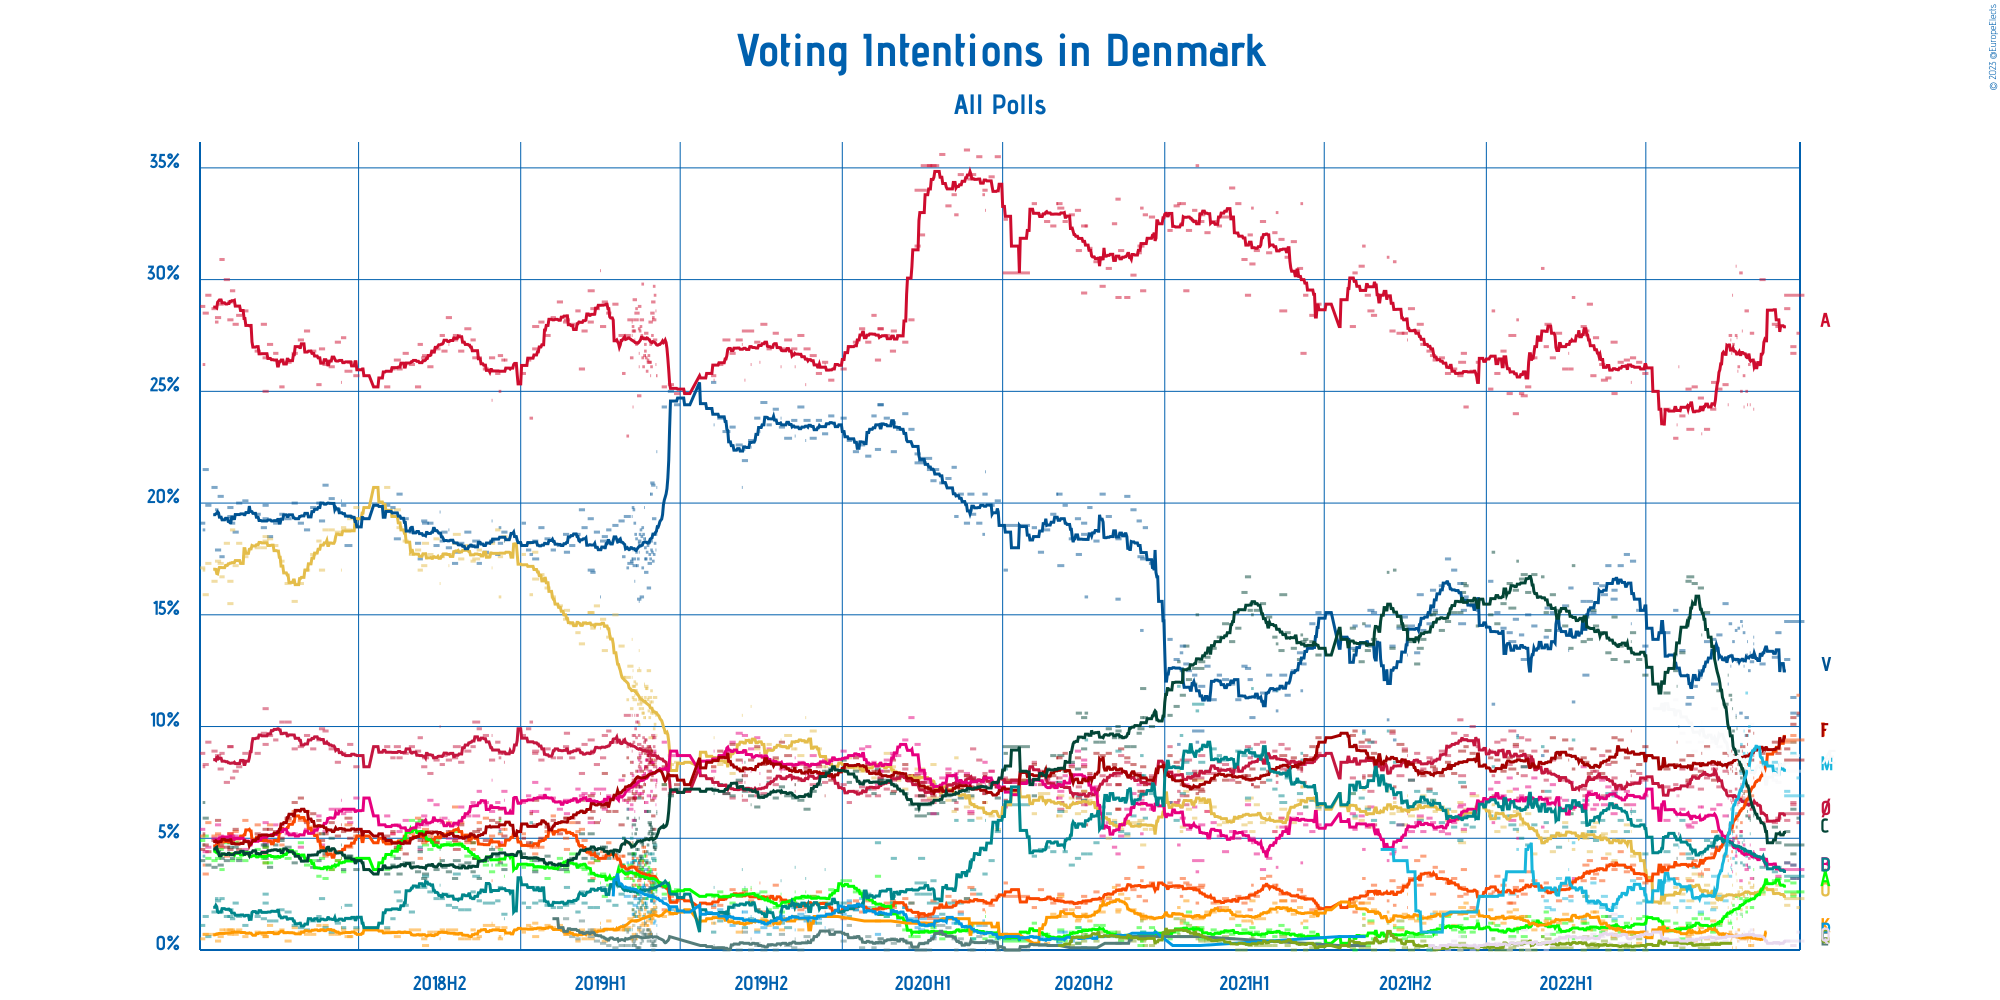 Voting Intentions in Denmark
All Polls
© 2023 @EuropeElects
35%
30%
25%
20%
15%
10%
5%
0%
A
V
F
M
Ø
C
Å
2018H2
2019H1
2019H2
2020H1
2020H2
2021H1
2021H2
2022H1